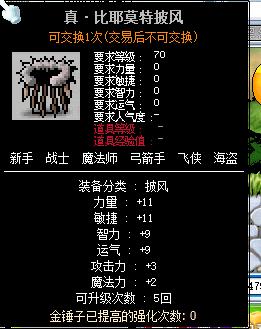 真·比耶莫特披风
可交换1次(交易后不可交换)
要求等级: 70
要求力量: 0
要求敏捷: 0
要求智力: 0
要求运气: 0
要求人气度: -
道具等级: -
道具经验值: -
新手 战士 魔法师 弓箭手 飞侠 海盗
装备分类 : 披风
力量 : +11
敏捷 : +11
智力 : +9
运气 : +9
攻击力 : +3
魔法力 : +2
可升级次数 : 5回
金锤子已提高的强化次数: 0